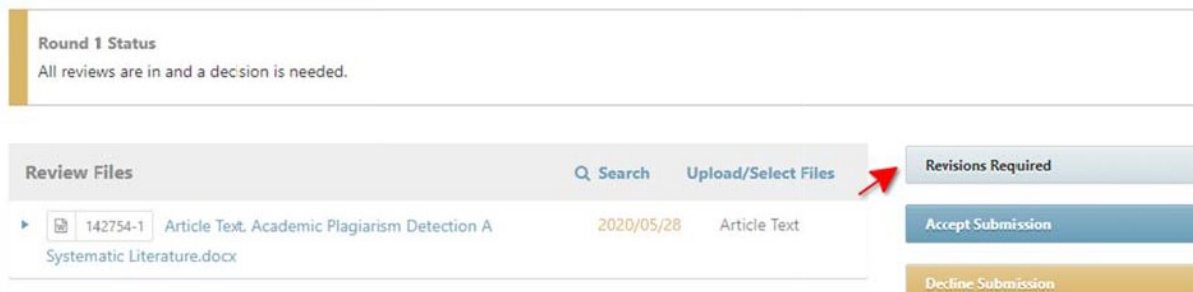 Round 1 Status
All reviews are in and a decision is needed.
Review Files
Search
Upload/Select Files
142754-1
Article Text, Academic Plagiarism Detection A
Systematic Literature.docx
2020/05/28
Article Text
Revisions Required
Accept Submission
Decline Submission